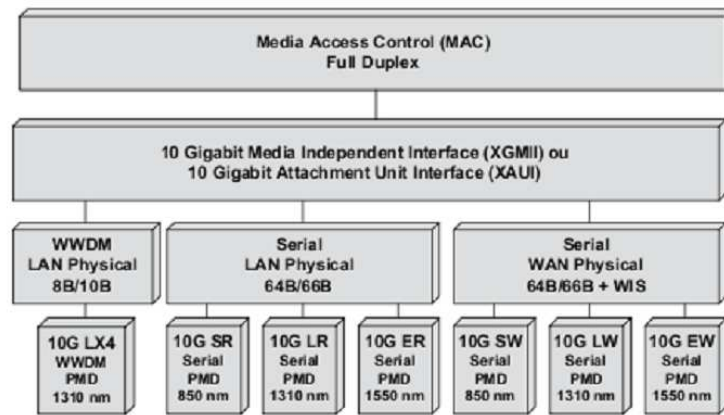 Media Access Control (MAC)
Full Duplex
10 Gigabit Media Independent Interface (XGMII) ou
10 Gigabit Attachment Unit Interface (XAUI)
WWDM
LAN Physical
8B/10B
Serial
LAN Physical
64B/66B
Serial
WAN Physical
64B/66B + WIS
10G LX4
WWDM
PMD
1310 nm
10G SR
Serial
PMD
850 nm
10G LR
Serial
PMD
1310 nm
10G ER
Serial
PMD
1550 nm
10G SW
Serial
PMD
850 nm
10G LW
Serial
PMD
1310 nm
10G EW
Serial
PMD
1550 nm